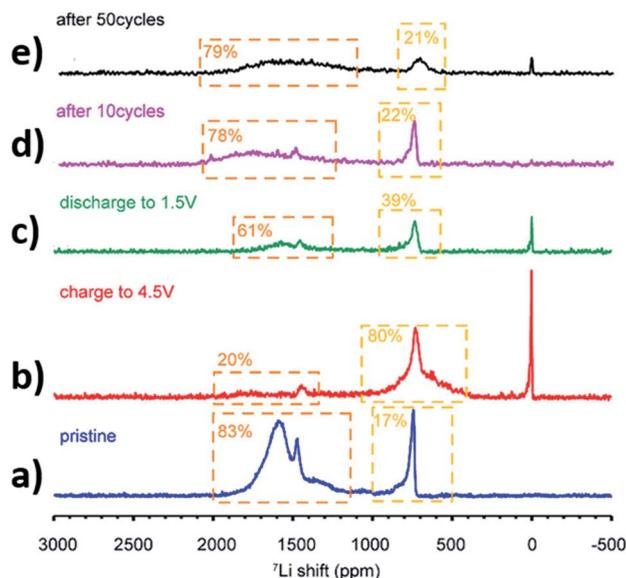 after 50cycles
e)
79%
21%
after 10cycles
d)
78%
22%
discharge to 1.5V
c)
61%
39%
charge to 4.5V
b)
20%
80%
pristine
a)
83%
17%
3000 2500 2000 1500 1000 500 0 -500
⁷Li shift (ppm)